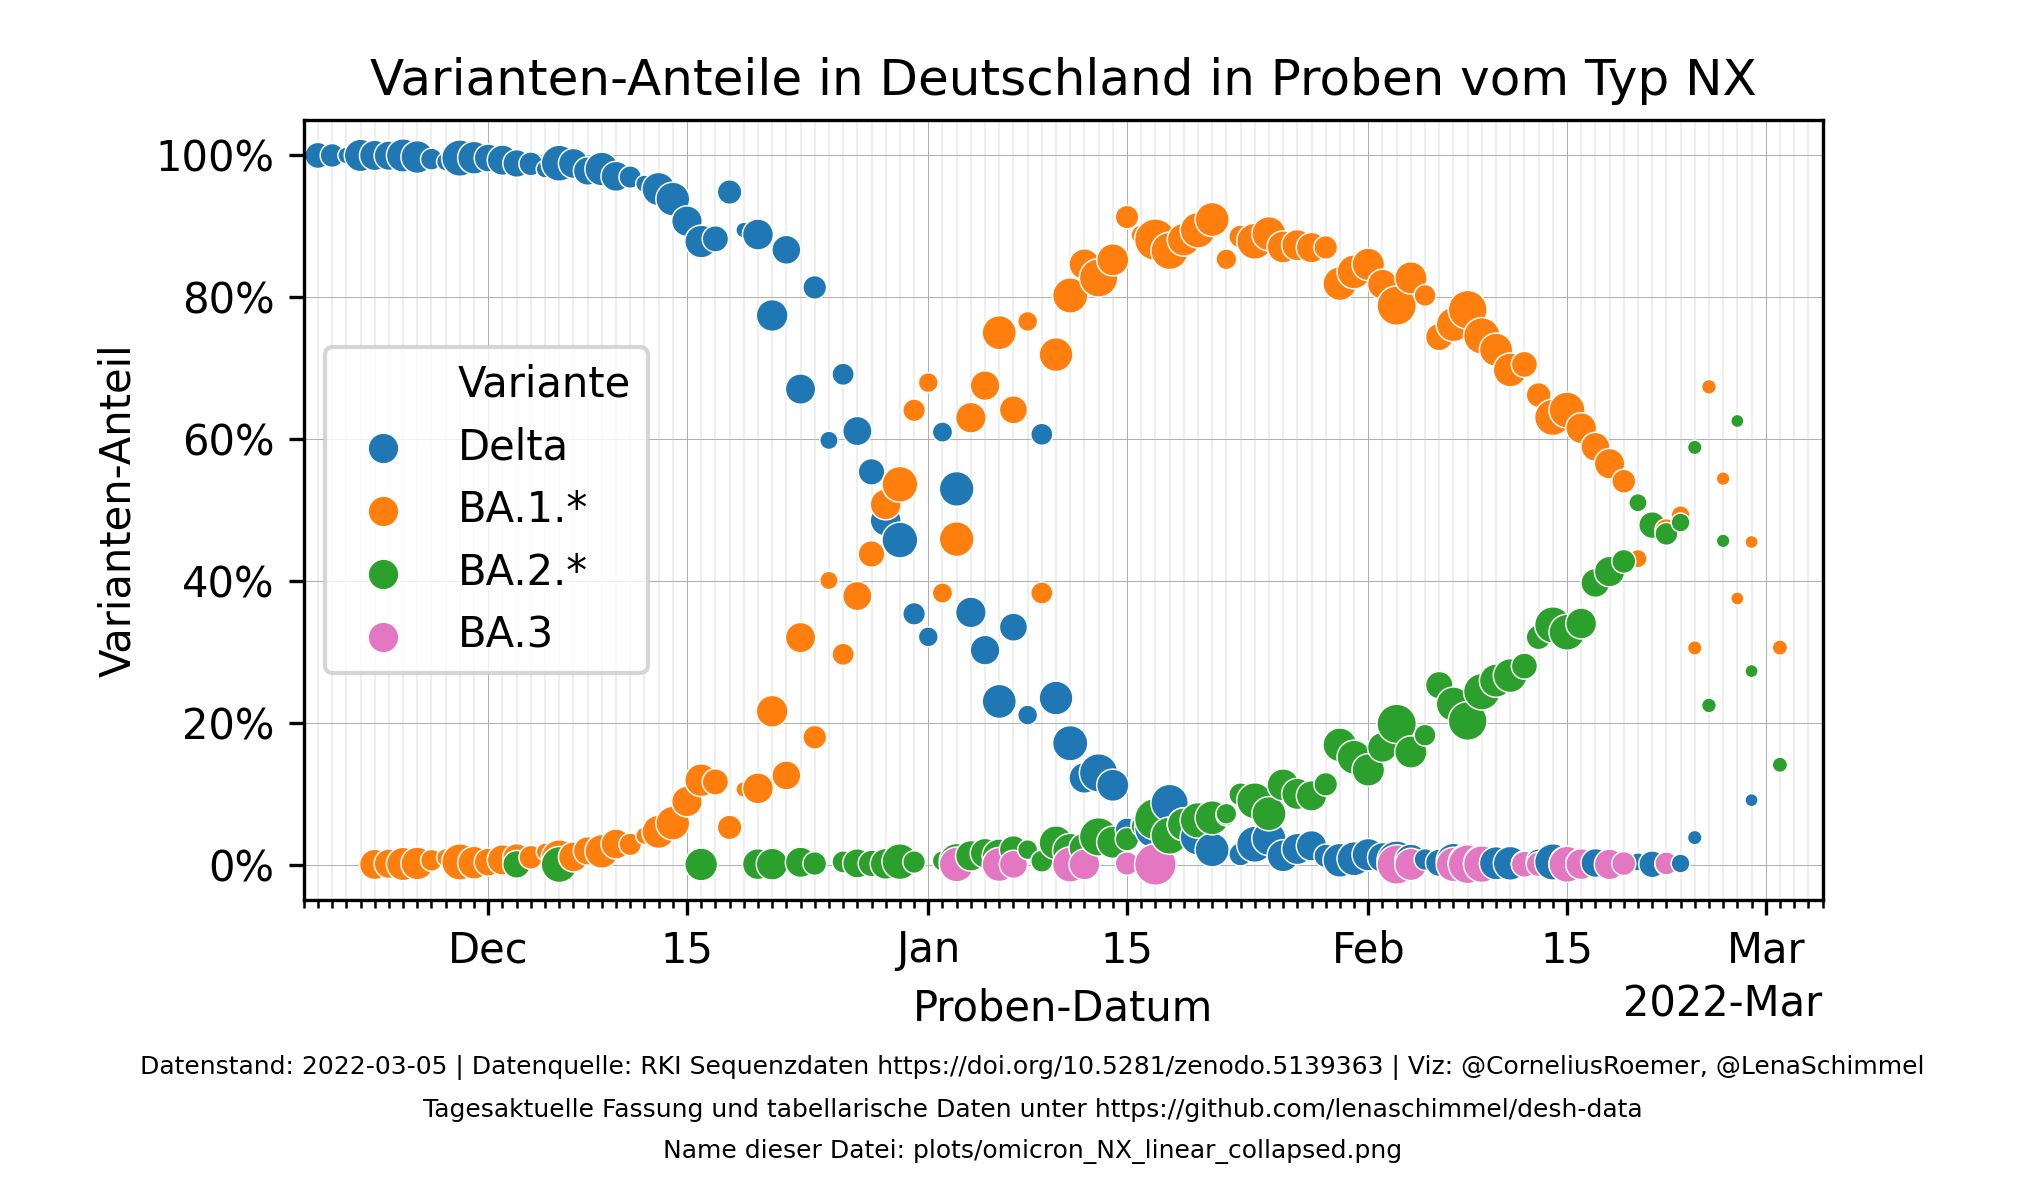 Varianten-Anteile in Deutschland in Proben vom Typ NX
Varianten-Anteil
100%
80%
60%
40%
20%
0%
Variante
Delta
BA.1.*
BA.2.*
BA.3
Dec
15
Jan
15
Feb
15
Mar
Proben-Datum
2022-Mar
Datenstand: 2022-03-05 | Datenquelle: RKI Sequenzdaten https://doi.org/10.5281/zenodo.5139363 | Viz: @CorneliusRoemer, @LenaSchimmel
Tagesaktuelle Fassung und tabellarische Daten unter https://github.com/lenaschimmel/desh-data
Name dieser Datei: plots/omicron_NX_linear_collapsed.png